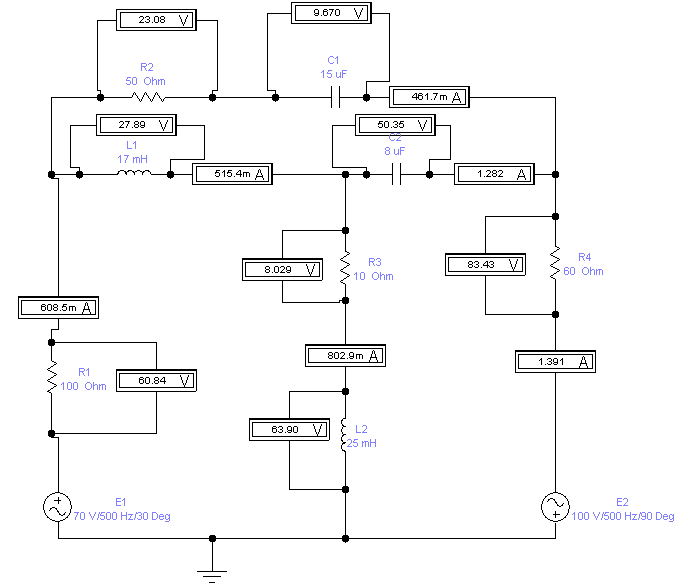 23.08 V
9.670 V
R2
50 Ohm
C1
15 uF
461.7m A
27.89 V
50.35 V
L1
17 mH
C2
8 uF
515.4m A
1.282 A
8.029 V
R3
10 Ohm
83.43 V
R4
60 Ohm
608.5m A
802.9m A
1.391 A
R1
100 Ohm
60.84 V
63.90 V
L2
25 mH
E1
70 V/500 Hz/30 Deg
E2
100 V/500 Hz/90 Deg